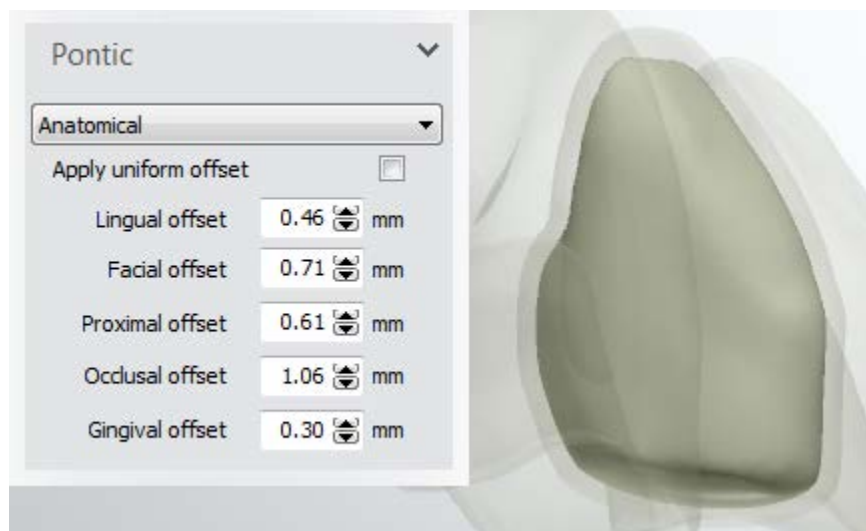 Pontic
Anatomical
Apply uniform offset
Lingual offset 0.46 mm
Facial offset 0.71 mm
Proximal offset 0.61 mm
Occlusal offset 1.06 mm
Gingival offset 0.30 mm